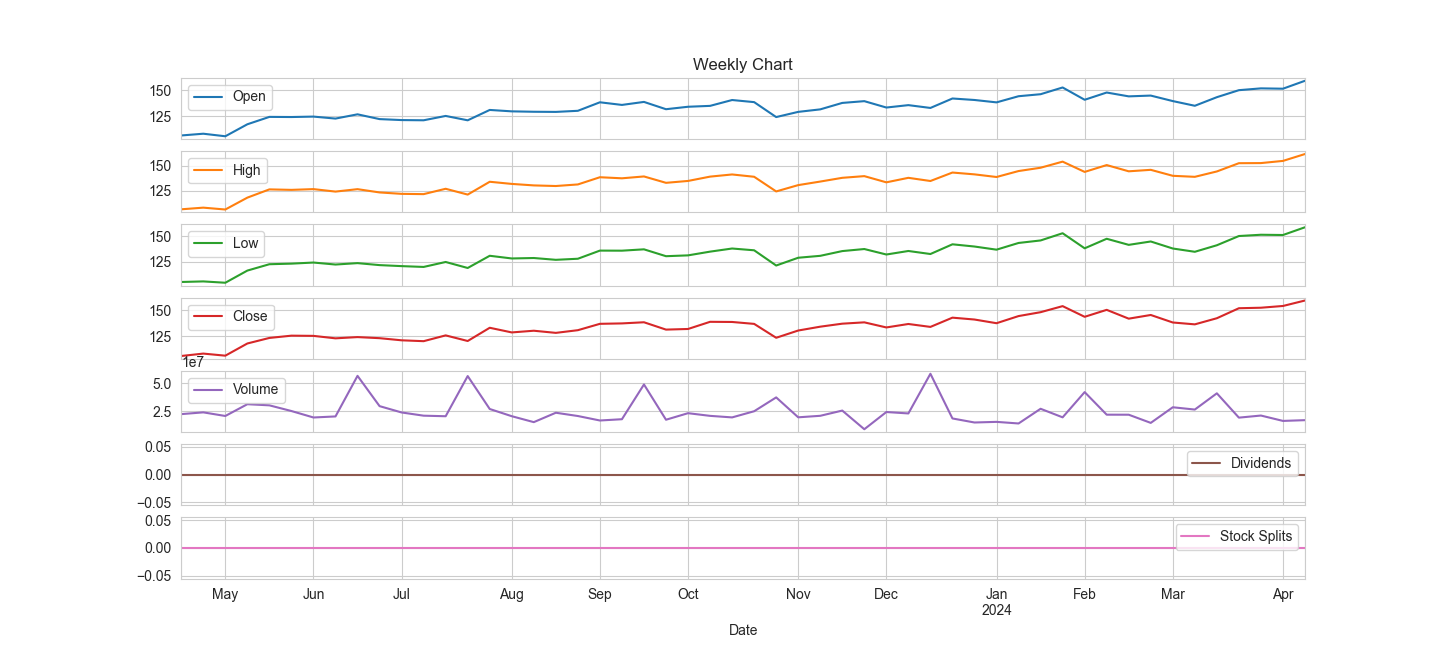 Weekly Chart
150
125
Open
150
125
High
150
125
Low
150
125
Close
1e7
5.0
2.5
Volume
0.05
0.00
−0.05
Dividends
0.05
0.00
−0.05
Stock Splits
May Jun Jul Aug Sep Oct Nov Dec Jan Feb Mar Apr
2024
Date